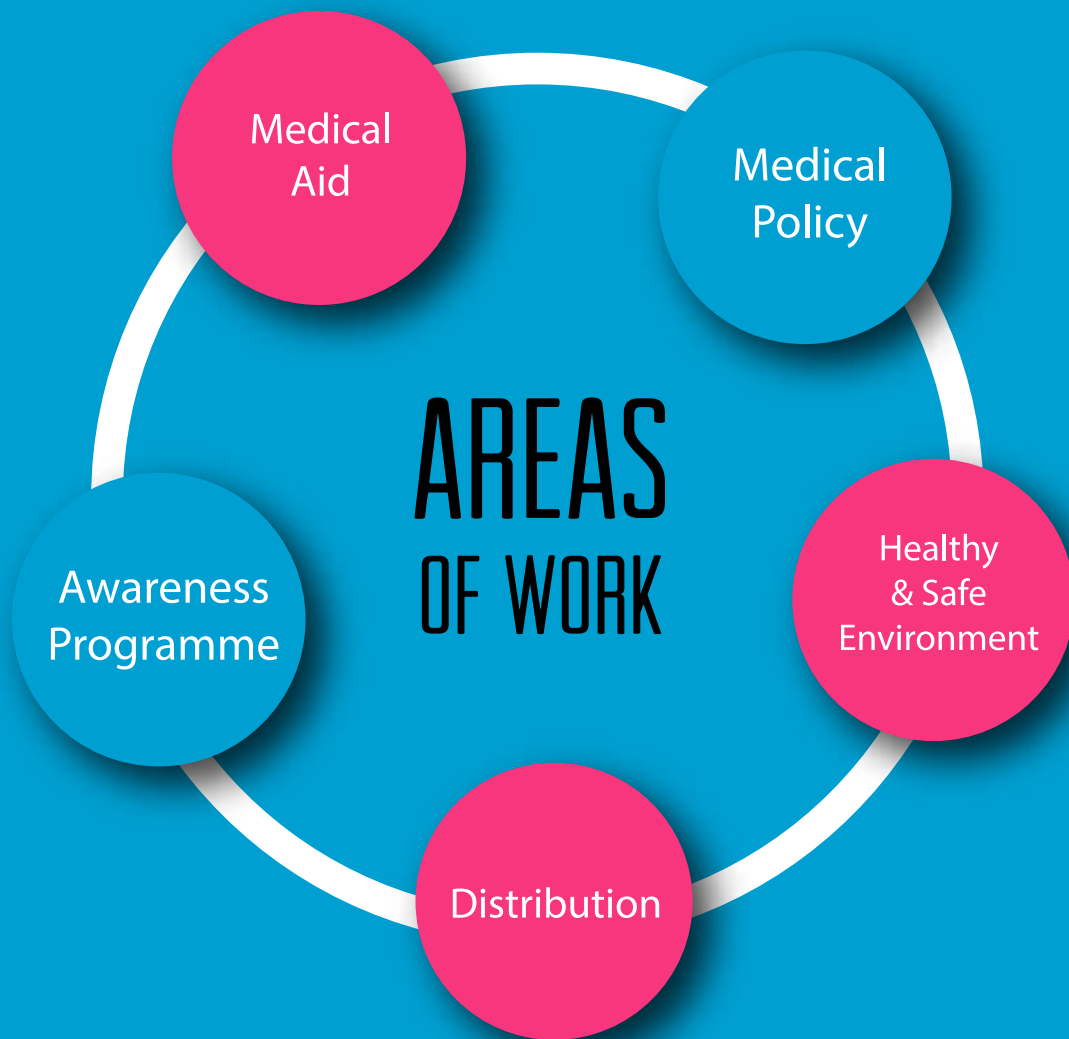 Medical
Aid
Medical
Policy
AREAS
OF WORK
Healthy
& Safe
Environment
Awareness
Programme
Distribution